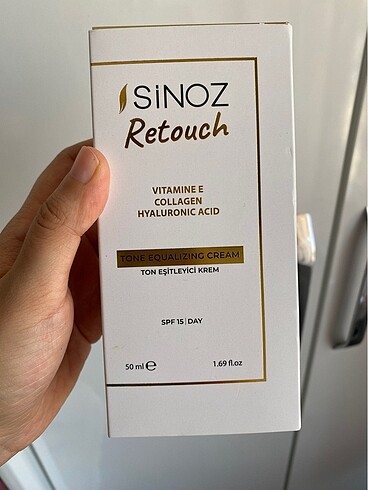 SiNOZ
Retouch
VITAMINE E
COLLAGEN
HYALURONIC ACID
TONE EQUALIZING CREAM
TON EŞİTLEYİCİ KREM
SPF 15|DAY
50 ml ℮
1.69 fl.oz